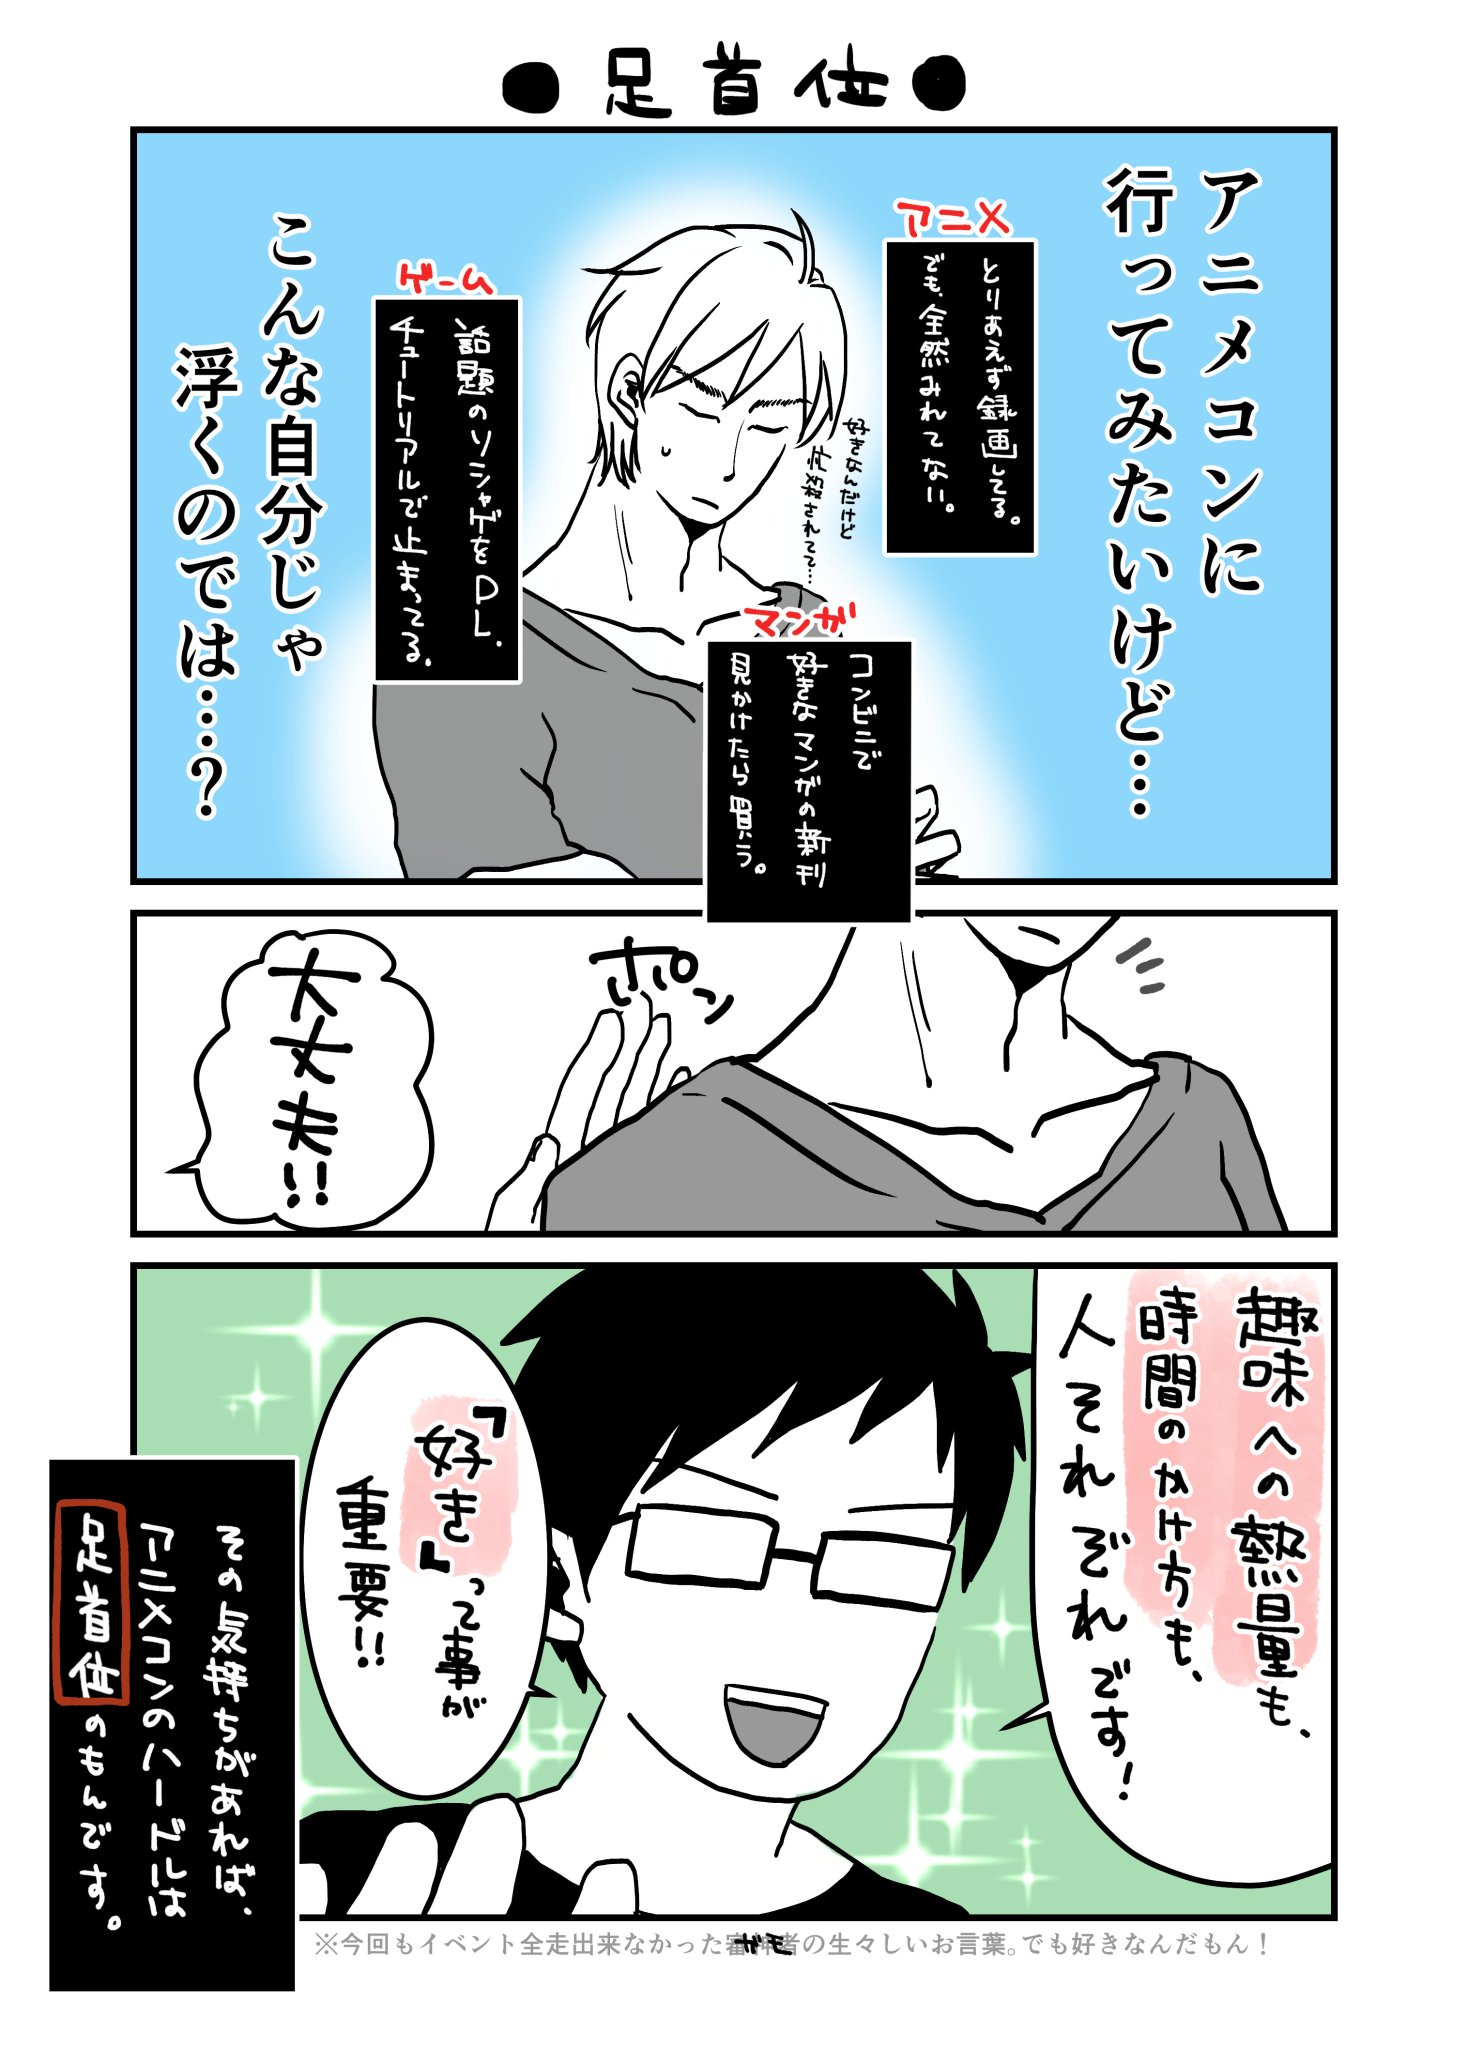 ●足首位●
アニメコンに
行ってみたいけど…
アニメ
とりあえず録画してる。
でも、全然みれてない。
好きなんだけど
忙殺されてて…
マンガ
コンビニで
好きなマンガの新刊
見かけたら買う。
ゲーム
話題のソシャゲをDL、
チュートリアルで止まってる。
こんな自分じゃ
浮くのでは……?
ポン
大丈夫!!
趣味への熱量も、
時間のかけ方も、
人それぞれです!
「好き」って事が
重要!!
その気持ちがあれば、
アニメコンのハードルは
足首位のもんです。
※今回もイベント全走出来なかった審神者の生々しいお言葉。でも好きなんだもん!